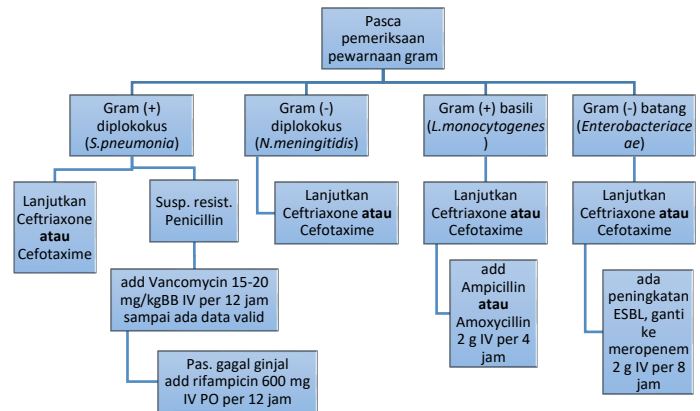 Pasca
pemeriksaan
pewarnaan gram
Gram (+)
diplokokus
(S.pneumonia)
Gram (-)
diplokokus
(N.meningitidis)
Gram (+) basili
(L.monocytogenes
)
Gram (-) batang
(Enterobacteriace
ae)
Lanjutkan
Ceftriaxone
atau
Cefotaxime
Susp. resist.
Penicillin
Lanjutkan
Ceftriaxone atau
Cefotaxime
Lanjutkan
Ceftriaxone atau
Cefotaxime
Lanjutkan
Ceftriaxone atau
Cefotaxime
add Vancomycin 15-20
mg/kgBB IV per 12 jam
sampai ada data valid
add
Ampicillin
atau
Amoxycillin
2 g IV per 4
jam
ada
peningkatan
ESBL, ganti
ke
meropenem
2 g IV per 8
jam
Pas. gagal ginjal
add rifampicin 600 mg
IV PO per 12 jam